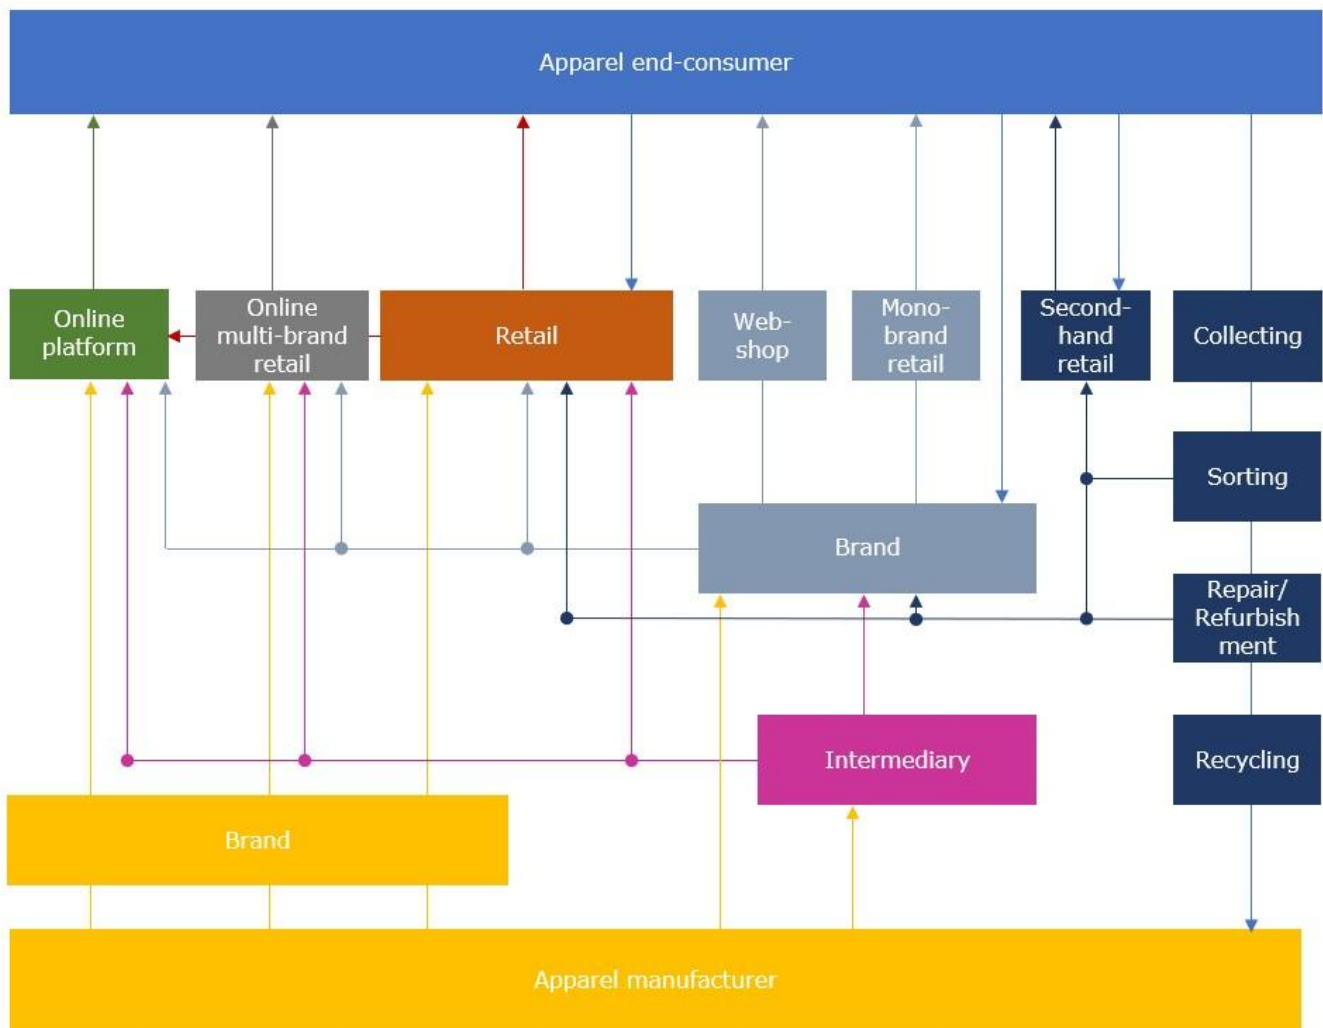 Apparel end-consumer
Online
platform
Online
multi-brand
retail
Retail
Web-
shop
Mono-
brand
retail
Second-
hand
retail
Collecting
Sorting
Brand
Repair/
Refurbish
ment
Intermediary
Recycling
Brand
Apparel manufacturer